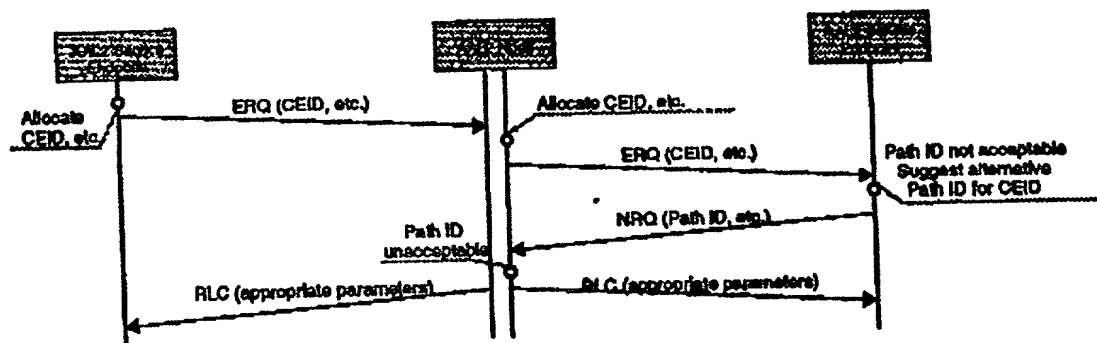 Allocate
CEID, etc.
ERQ (CEID, etc.)
Allocate CEID, etc.
ERQ (CEID, etc.)
Path ID not acceptable
Suggest alternative
Path ID for CEID
NRQ (Path ID, etc.)
Path ID
unacceptable
RLC (appropriate parameters)
RLC (appropriate parameters)